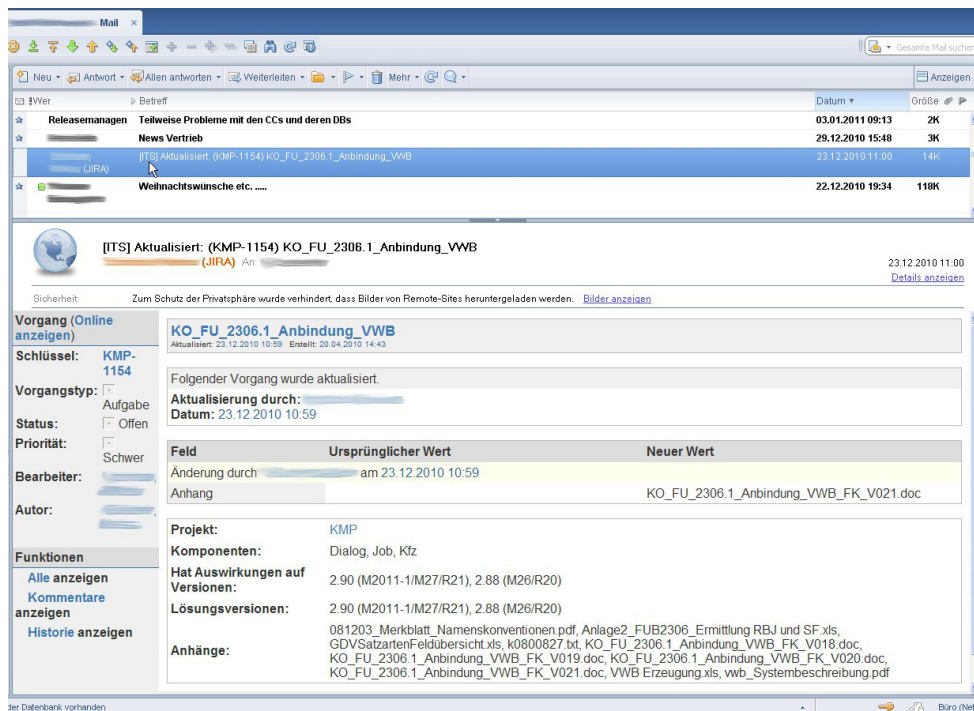 Mail ×
Gesamte Mail suchen
Neu Antwort Allen antworten Weiterleiten Mehr Anzeigen
!Wer Betreff Datum Größe
Releasemanagen Teilweise Probleme mit den CCs und deren DBs 03.01.2011 09:13 2K
News Vertrieb 29.12.2010 15:48 3K
[ITS] Aktualisiert: (KMP-1154) KO_FU_2306.1_Anbindung_VWB 23.12.2010 11:00 14K
(JIRA)
Weihnachtswünsche etc. ..... 22.12.2010 19:34 118K
[ITS] Aktualisiert: (KMP-1154) KO_FU_2306.1_Anbindung_VWB
(JIRA) An: 23.12.2010 11:00
Details anzeigen
Sicherheit: Zum Schutz der Privatsphäre wurde verhindert, dass Bilder von Remote-Sites heruntergeladen werden. Bilder anzeigen
Vorgang (Online
anzeigen)
Schlüssel: KMP-
1154
Vorgangstyp:
Aufgabe
Status: Offen
Priorität:
Schwer
Bearbeiter:
Autor:
Funktionen
Alle anzeigen
Kommentare
anzeigen
Historie anzeigen
KO_FU_2306.1_Anbindung_VWB
Aktualisiert: 23.12.2010 10:59 Erstellt: 20.04.2010 14:43
Folgender Vorgang wurde aktualisiert.
Aktualisierung durch:
Datum: 23.12.2010 10:59
Feld Ursprünglicher Wert Neuer Wert
Änderung durch am 23.12.2010 10:59
Anhang KO_FU_2306.1_Anbindung_VWB_FK_V021.doc
Projekt: KMP
Komponenten: Dialog, Job, Kfz
Hat Auswirkungen auf
Versionen: 2.90 (M2011-1/M27/R21), 2.88 (M26/R20)
Lösungsversionen: 2.90 (M2011-1/M27/R21), 2.88 (M26/R20)
Anhänge: 081203_Merkblatt_Namenskonventionen.pdf, Anlage2_FUB2306_Ermittlung RBJ und SF.xls,
GDVSatzartenFeldübersicht.xls, k0800827.txt, KO_FU_2306.1_Anbindung_VWB_FK_V018.doc,
KO_FU_2306.1_Anbindung_VWB_FK_V019.doc, KO_FU_2306.1_Anbindung_VWB_FK_V020.doc,
KO_FU_2306.1_Anbindung_VWB_FK_V021.doc, VWB Erzeugung.xls, vwb_Systembeschreibung.pdf
der Datenbank vorhanden Büro (Net